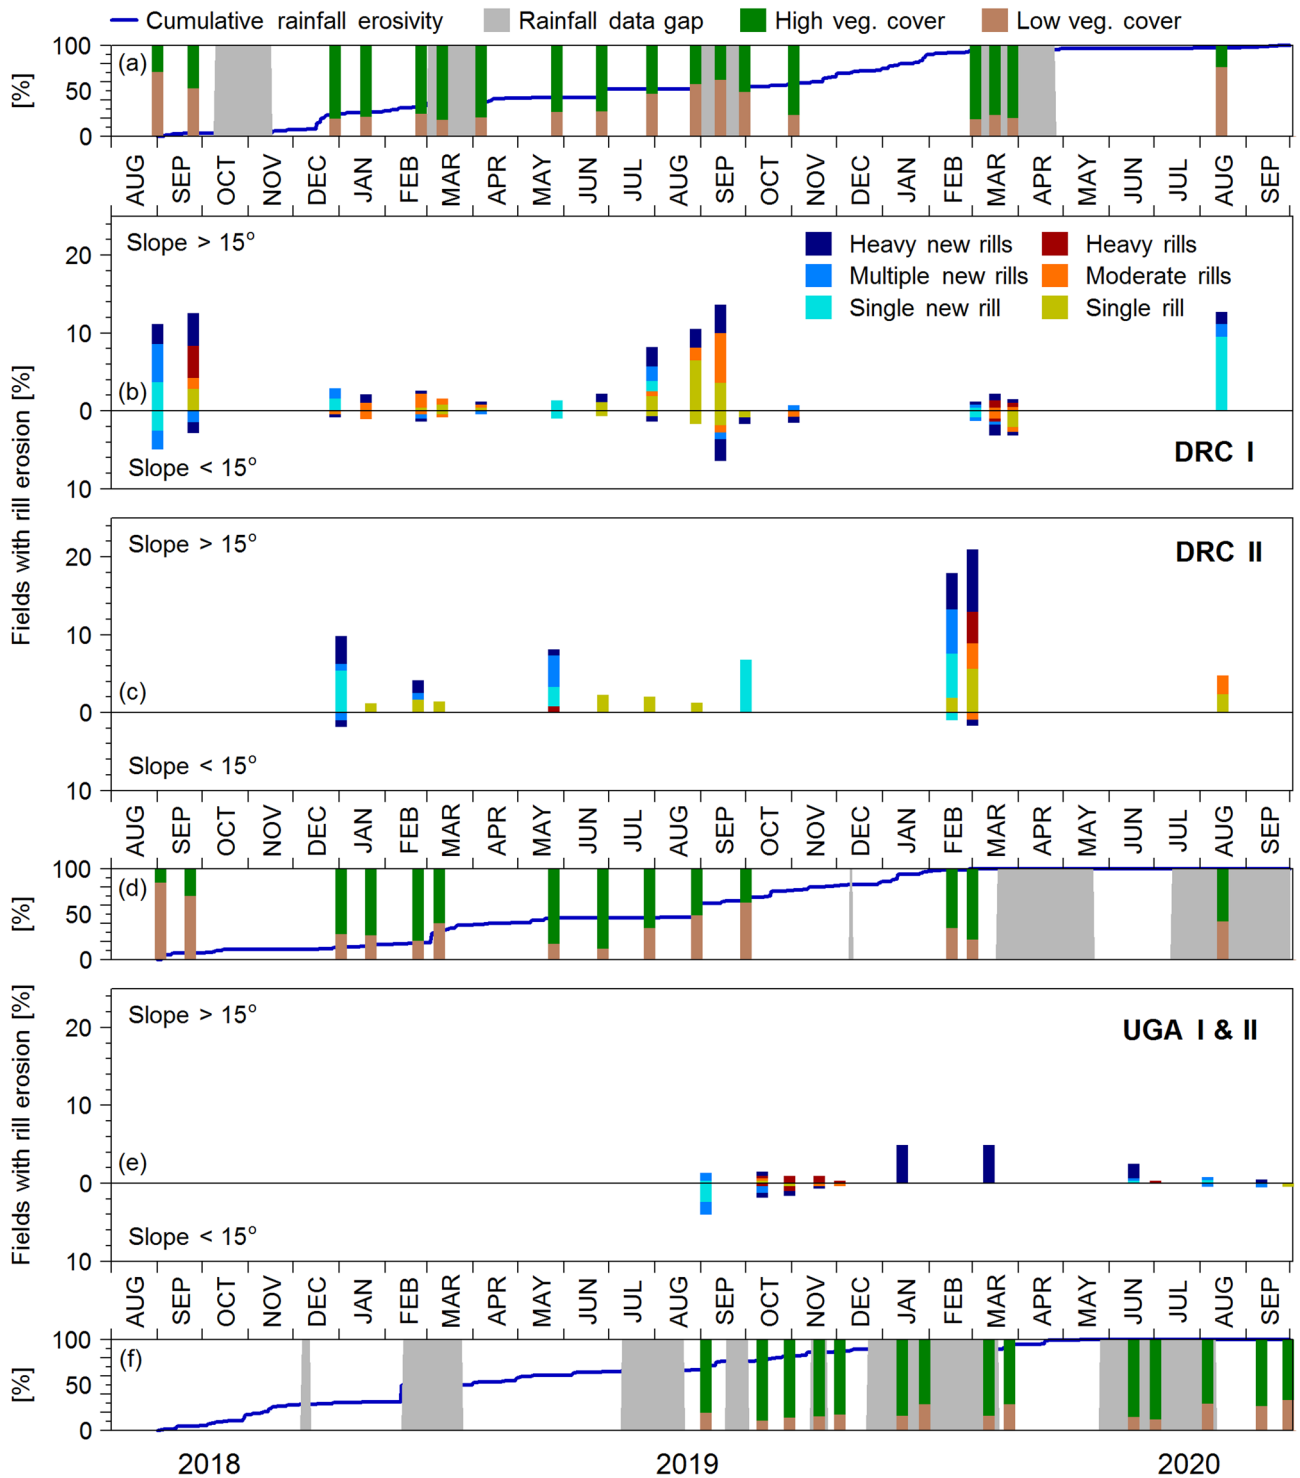 Cumulative rainfall erosivity Rainfall data gap High veg. cover Low veg. cover
(a)
[%]
100
50
0
AUG SEP OCT NOV DEC JAN FEB MAR APR MAY JUN JUL AUG SEP OCT NOV DEC JAN FEB MAR APR MAY JUN JUL AUG SEP
Slope > 15°
Heavy new rills Heavy rills
Multiple new rills Moderate rills
Single new rill Single rill
20
10
(b)
0
Slope < 15°
DRC I
10
Fields with rill erosion [%]
Slope > 15°
DRC II
20
10
(c)
0
Slope < 15°
10
AUG SEP OCT NOV DEC JAN FEB MAR APR MAY JUN JUL AUG SEP OCT NOV DEC JAN FEB MAR APR MAY JUN JUL AUG SEP
(d)
[%]
100
50
0
Slope > 15°
UGA I & II
20
10
(e)
0
Slope < 15°
10
Fields with rill erosion [%]
AUG SEP OCT NOV DEC JAN FEB MAR APR MAY JUN JUL AUG SEP OCT NOV DEC JAN FEB MAR APR MAY JUN JUL AUG SEP
(f)
[%]
100
50
0
2018 2019 2020